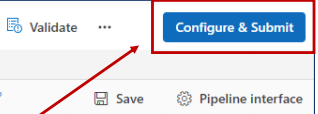 Validate ... Configure & Submit
Save Pipeline interface